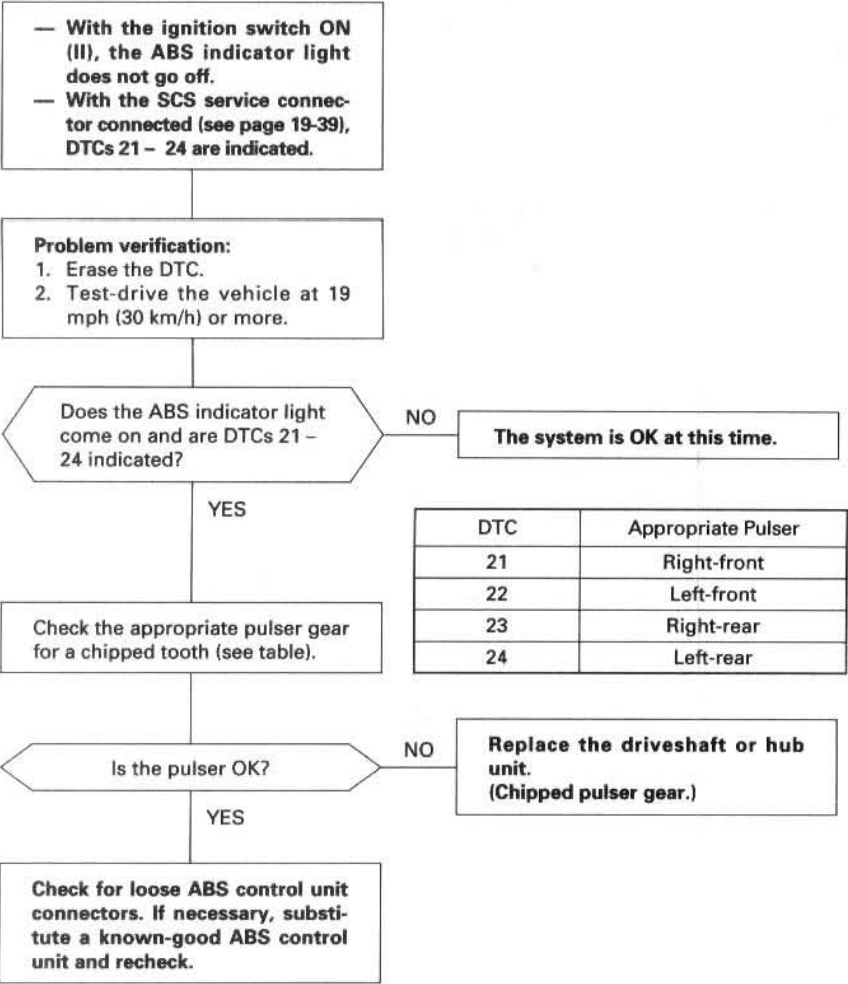 — With the ignition switch ON
(II), the ABS indicator light
does not go off.
— With the SCS service connec-
tor connected (see page 19-39),
DTCs 21 – 24 are indicated.
Problem verification:
1. Erase the DTC.
2. Test-drive the vehicle at 19
mph (30 km/h) or more.
Does the ABS indicator light
come on and are DTCs 21 –
24 indicated?
NO
The system is OK at this time.
YES
DTC Appropriate Pulser
21 Right-front
22 Left-front
23 Right-rear
24 Left-rear
Check the appropriate pulser gear
for a chipped tooth (see table).
Is the pulser OK?
NO
Replace the driveshaft or hub
unit.
(Chipped pulser gear.)
YES
Check for loose ABS control unit
connectors. If necessary, substi-
tute a known-good ABS control
unit and recheck.